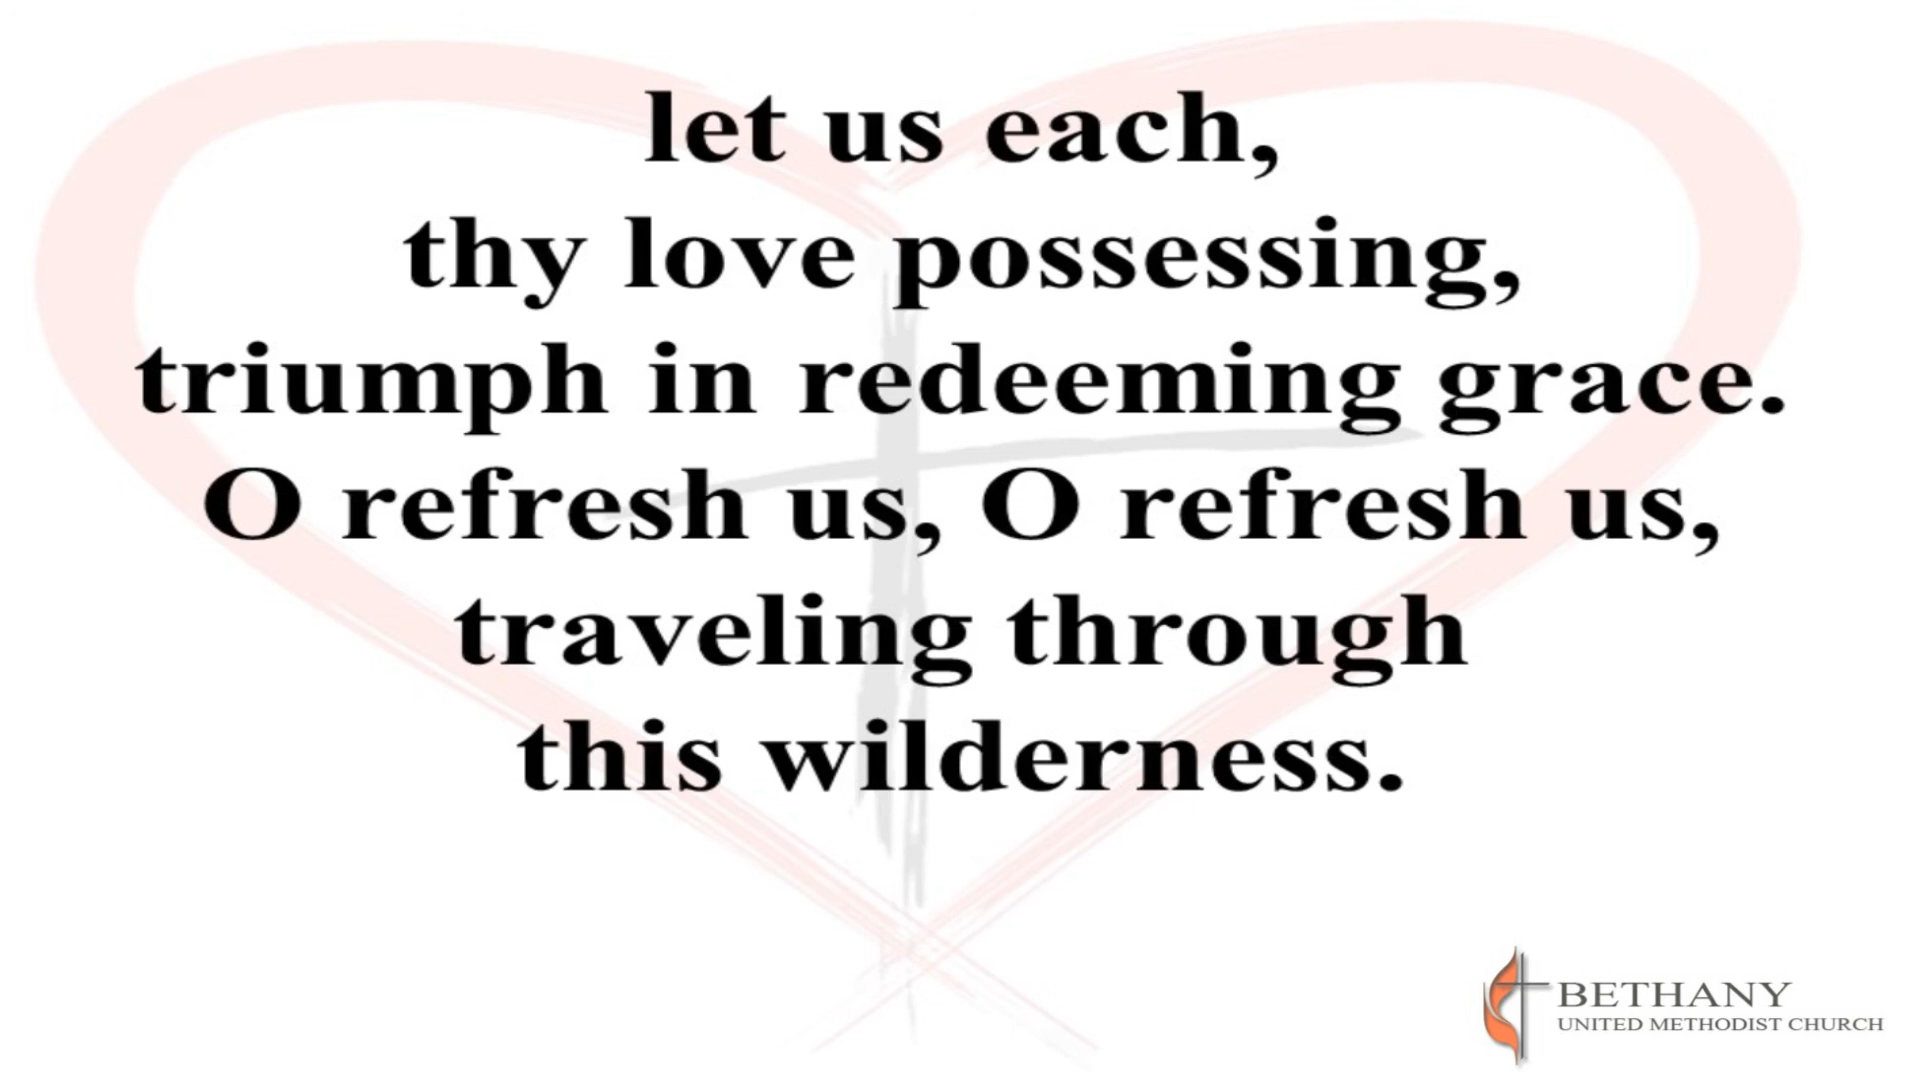 let us each,
thy love possessing,
triumph in redeeming grace.
O refresh us, O refresh us,
traveling through
this wilderness.
BETHANY
UNITED METHODIST CHURCH